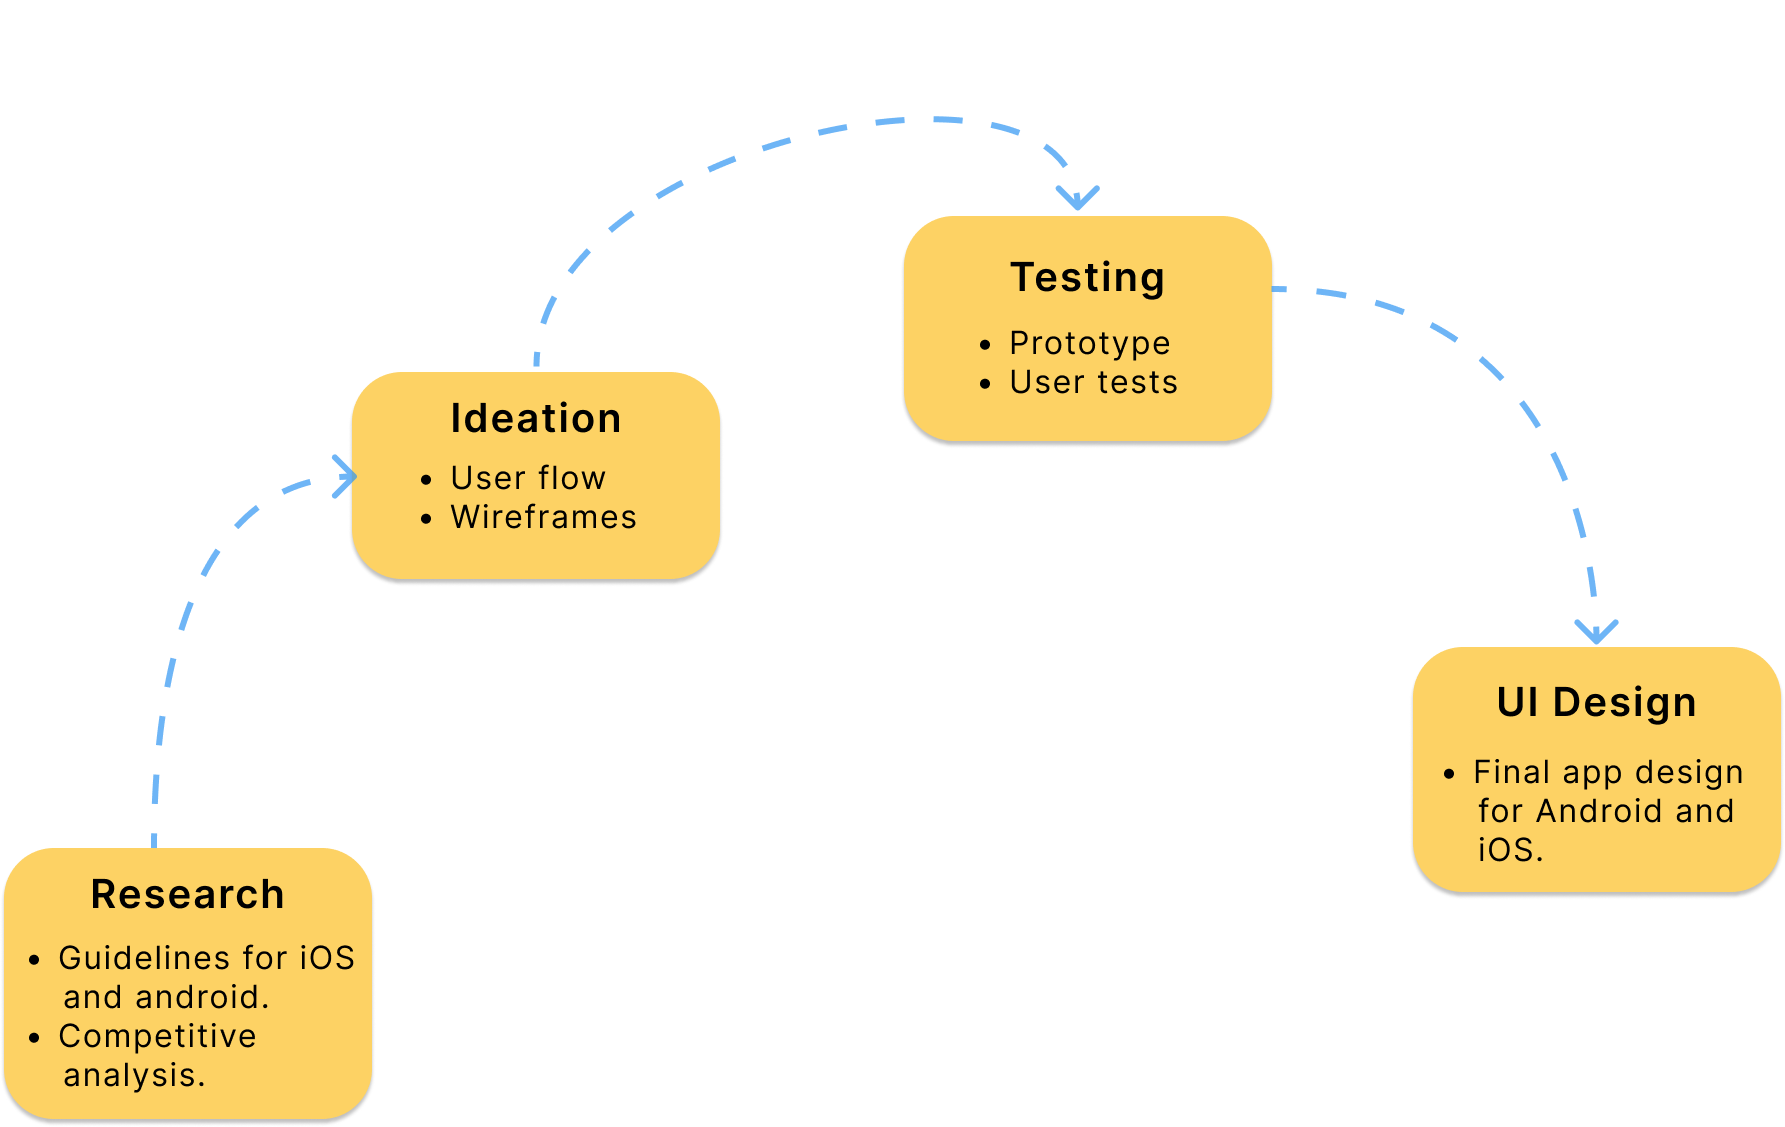 Research
• Guidelines for iOS
and android.
• Competitive
analysis.
Ideation
• User flow
• Wireframes
Testing
• Prototype
• User tests
UI Design
• Final app design
for Android and
iOS.